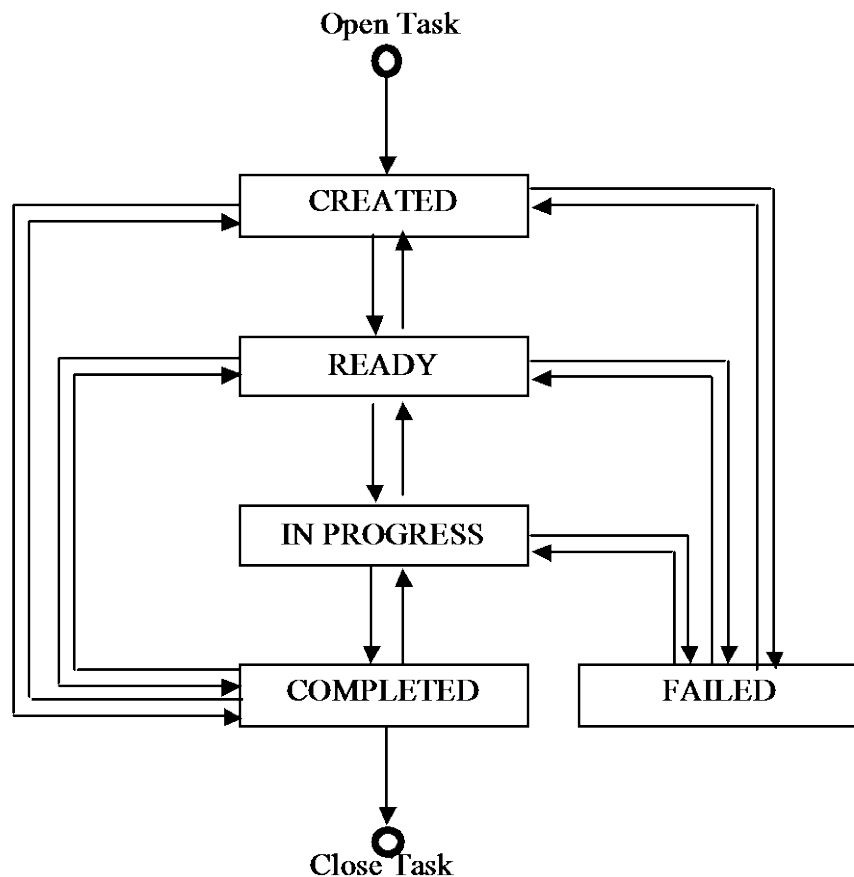 Open Task
CREATED
READY
IN PROGRESS
COMPLETED
FAILED
Close Task